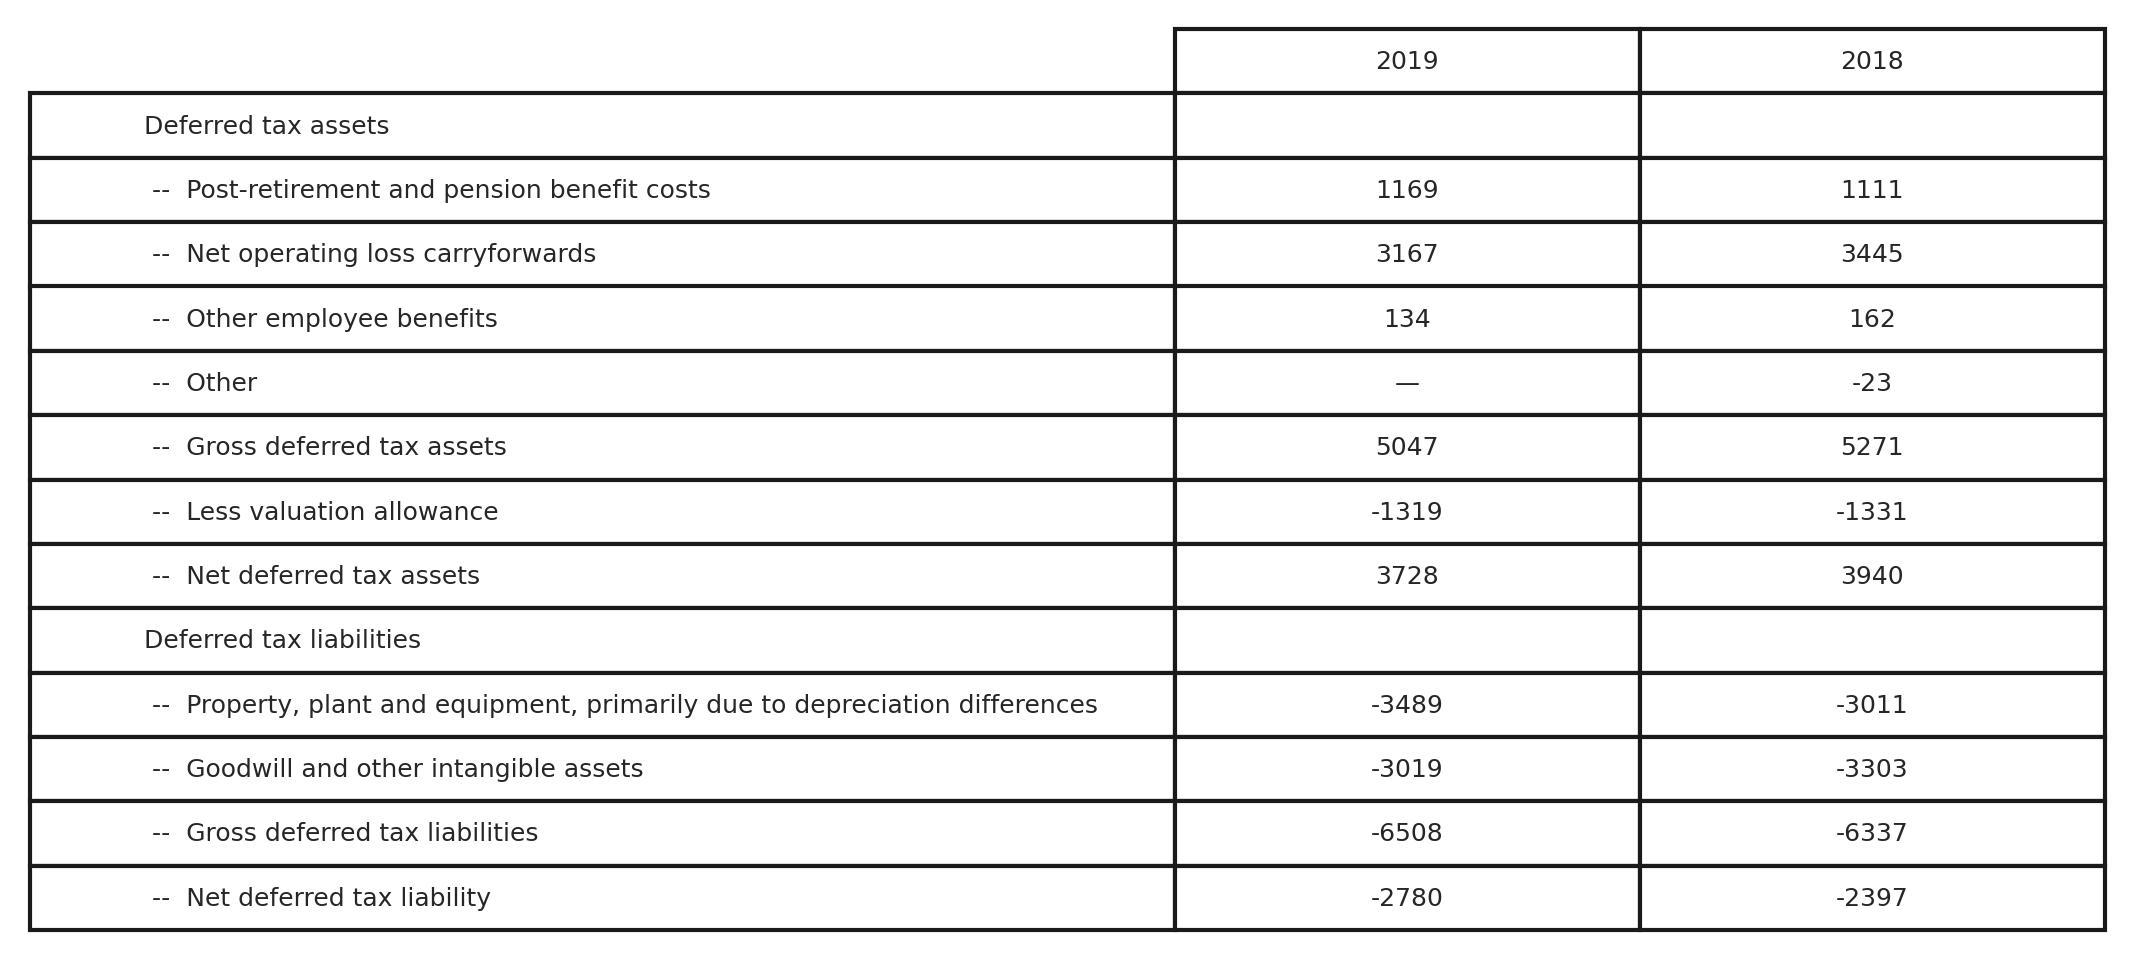 2019 2018
Deferred tax assets
-- Post-retirement and pension benefit costs 1169 1111
-- Net operating loss carryforwards 3167 3445
-- Other employee benefits 134 162
-- Other — -23
-- Gross deferred tax assets 5047 5271
-- Less valuation allowance -1319 -1331
-- Net deferred tax assets 3728 3940
Deferred tax liabilities
-- Property, plant and equipment, primarily due to depreciation differences -3489 -3011
-- Goodwill and other intangible assets -3019 -3303
-- Gross deferred tax liabilities -6508 -6337
-- Net deferred tax liability -2780 -2397